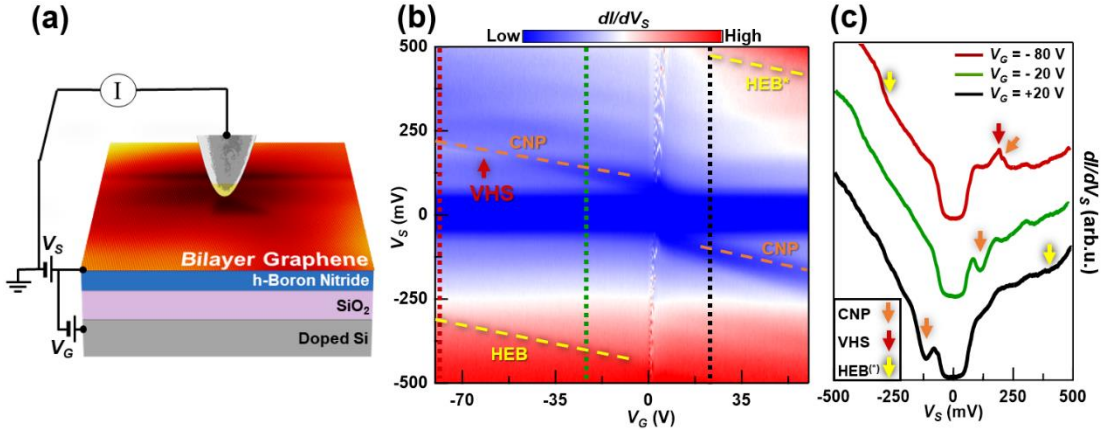 (a)
I
V_S
V_G
Bilayer Graphene
h-Boron Nitride
SiO₂
Doped Si
(b)
dI/dV_S
Low High
500
250
0
-250
-500
V_S (mV)
HEB*
CNP
VHS
CNP
HEB
-70 -35 0 35
V_G (V)
(c)
V_G = - 80 V
V_G = - 20 V
V_G = +20 V
dI/dV_S (arb.u.)
CNP
VHS
HEB(*)
-500 -250 0 250 500
V_S (mV)